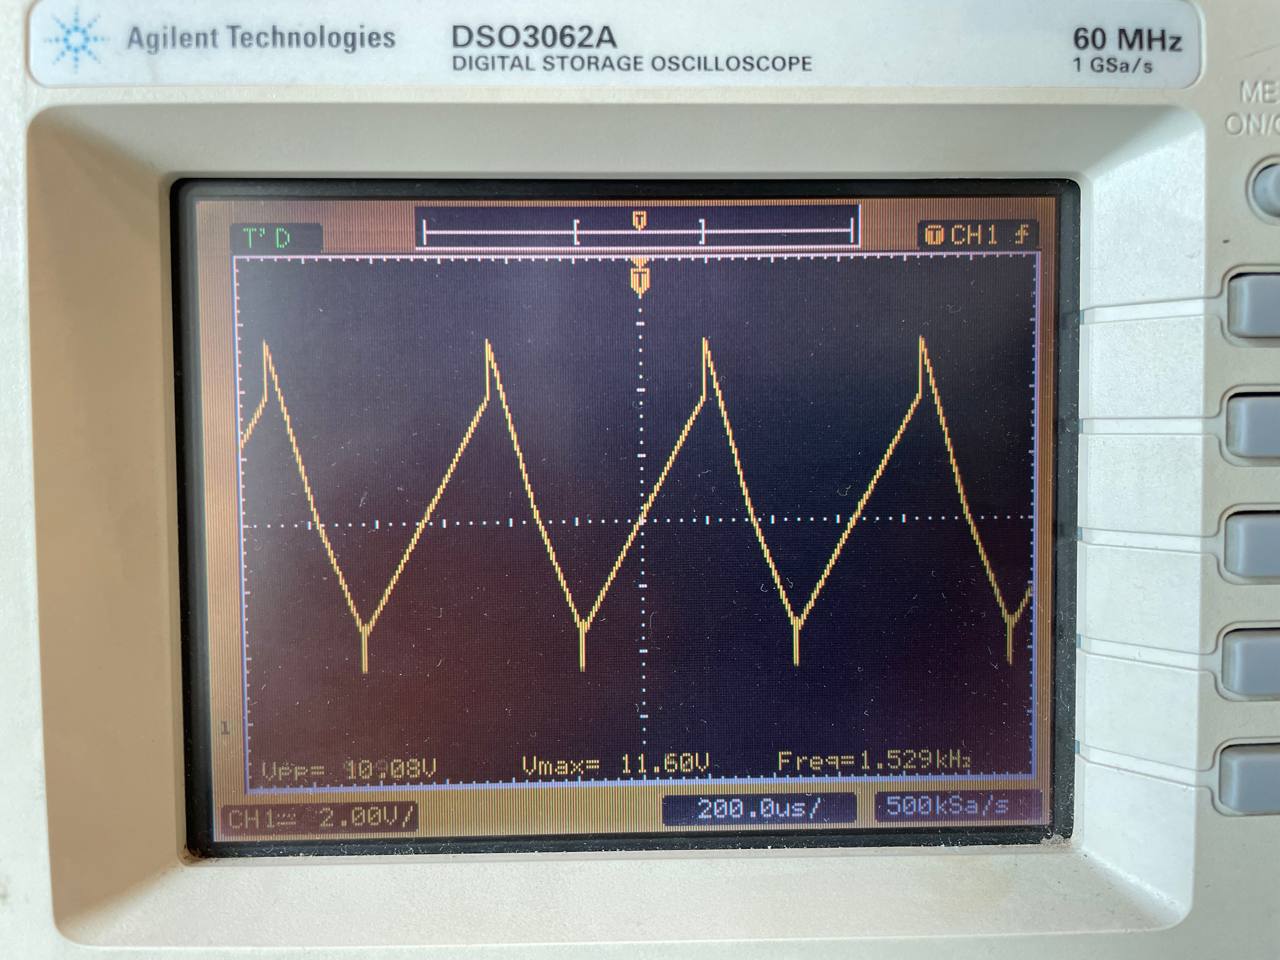 Agilent Technologies
DSO3062A
DIGITAL STORAGE OSCILLOSCOPE
60 MHz
1 GSa/s
ME
ON/
T'D
T
T CH1
T
1
Vpp= 10.08V Vmax= 11.60V Freq=1.529kHz
CH1 2.00V/ 200.0us/ 500kSa/s